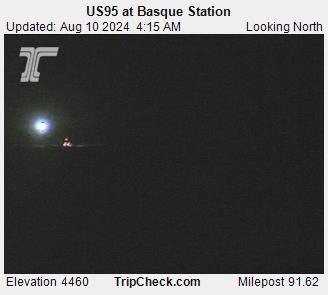 US95 at Basque Station
Updated: Aug 10 2024  4:15 AM Looking North
Elevation 4460 TripCheck.com Milepost 91.62